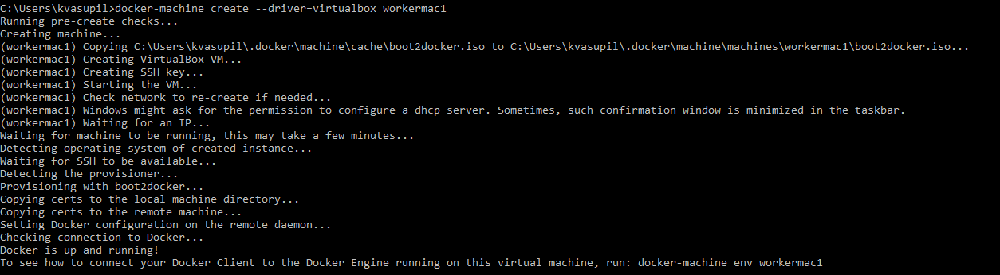 C:\Users\kvasupil>docker-machine create --driver=virtualbox workermac1
Running pre-create checks...
Creating machine...
(workermac1) Copying C:\Users\kvasupil\.docker\machine\cache\boot2docker.iso to C:\Users\kvasupil\.docker\machine\machines\workermac1\boot2docker.iso...
(workermac1) Creating VirtualBox VM...
(workermac1) Creating SSH key...
(workermac1) Starting the VM...
(workermac1) Check network to re-create if needed...
(workermac1) Windows might ask for the permission to configure a dhcp server. Sometimes, such confirmation window is minimized in the taskbar.
(workermac1) Waiting for an IP...
Waiting for machine to be running, this may take a few minutes...
Detecting operating system of created instance...
Waiting for SSH to be available...
Detecting the provisioner...
Provisioning with boot2docker...
Copying certs to the local machine directory...
Copying certs to the remote machine...
Setting Docker configuration on the remote daemon...
Checking connection to Docker...
Docker is up and running!
To see how to connect your Docker Client to the Docker Engine running on this virtual machine, run: docker-machine env workermac1